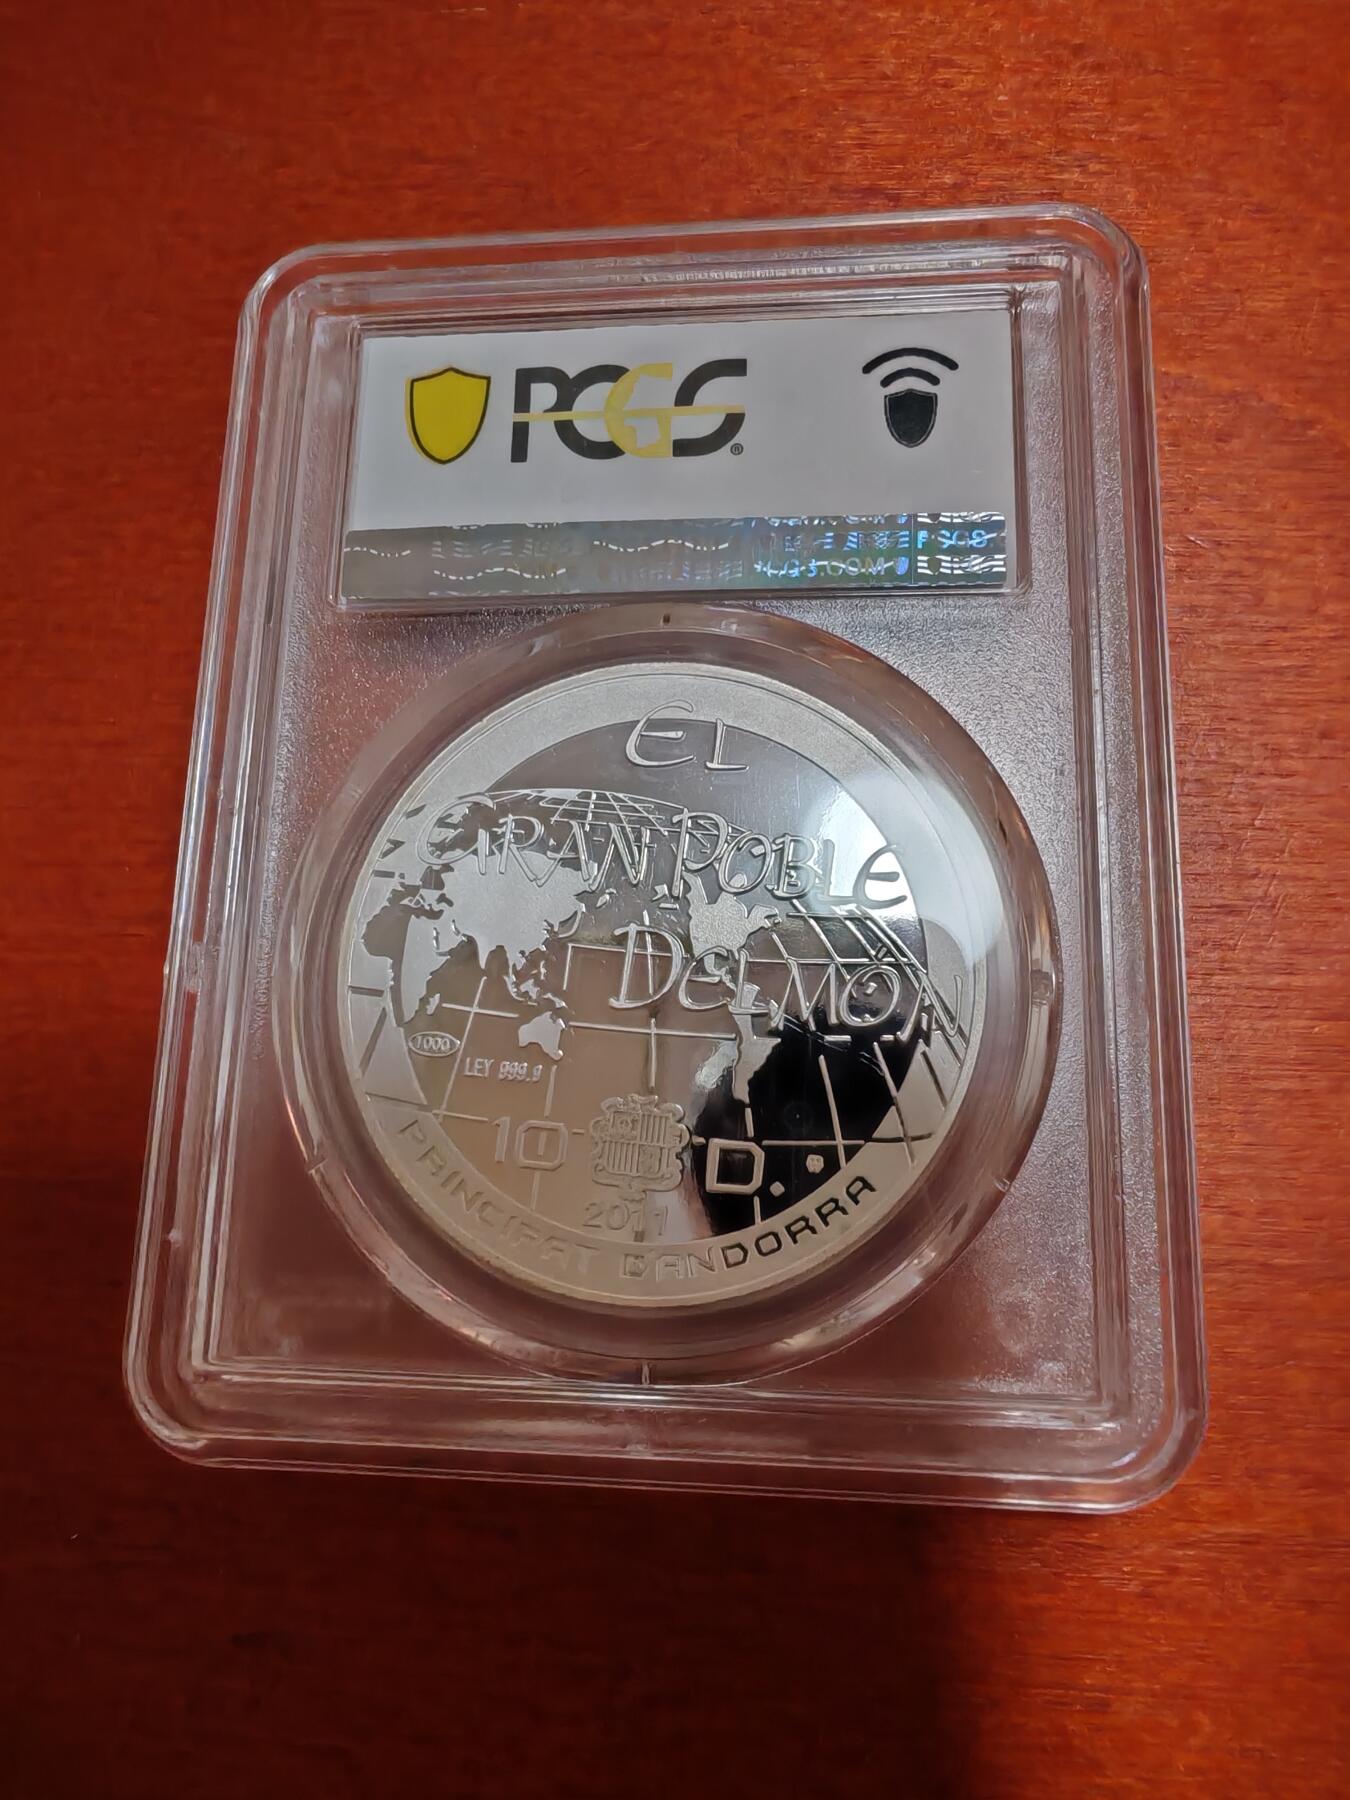 PCGS
EL
GRAN POBLE
DEL MÓN
1000
LEY 999.9
10 D.
2011
PRINCIPAT D'ANDORRA